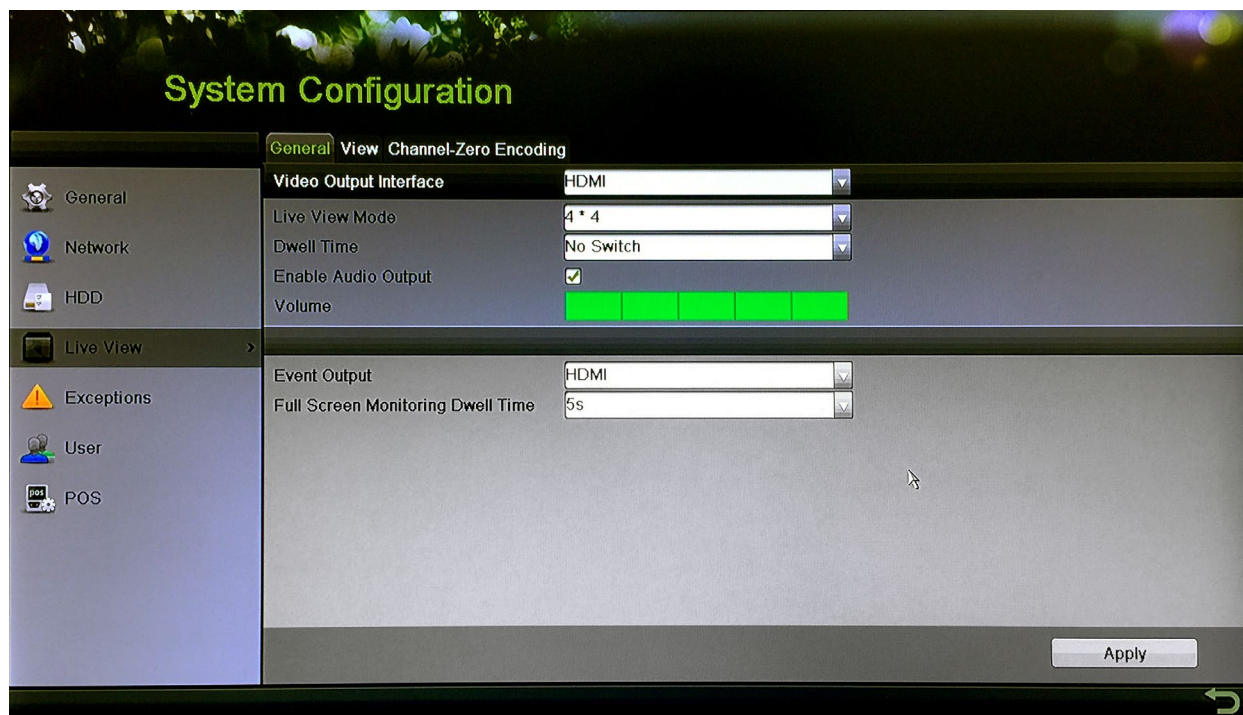 System Configuration
General View Channel-Zero Encoding
General
Network
HDD
Live View >
Exceptions
User
pos POS
Video Output Interface HDMI
Live View Mode 4 * 4
Dwell Time No Switch
Enable Audio Output
Volume
Event Output HDMI
Full Screen Monitoring Dwell Time 5s
Apply